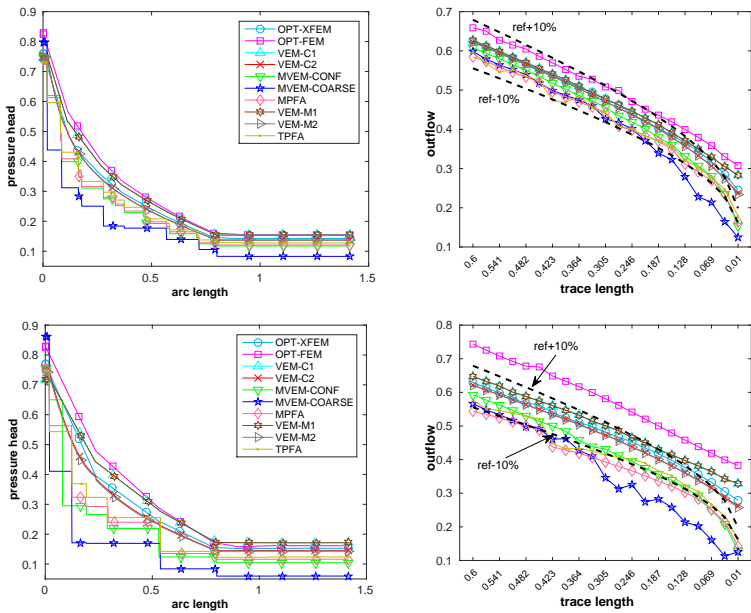 pressure head
0.9
0.8
0.7
0.6
0.5
0.4
0.3
0.2
0.1
0
0.5
1
1.5
arc length
OPT-XFEM
OPT-FEM
VEM-C1
VEM-C2
MVEM-CONF
MVEM-COARSE
MPFA
VEM-M1
VEM-M2
TPFA
outflow
0.7
0.6
0.5
0.4
0.3
0.2
0.1
ref+10%
ref-10%
0.6
0.541
0.482
0.423
0.364
0.305
0.246
0.187
0.128
0.069
0.01
trace length
pressure head
0.9
0.8
0.7
0.6
0.5
0.4
0.3
0.2
0.1
0
0.5
1
1.5
arc length
OPT-XFEM
OPT-FEM
VEM-C1
VEM-C2
MVEM-CONF
MVEM-COARSE
MPFA
VEM-M1
VEM-M2
TPFA
outflow
0.8
0.7
0.6
0.5
0.4
0.3
0.2
0.1
ref+10%
ref-10%
0.6
0.541
0.482
0.423
0.364
0.305
0.246
0.187
0.128
0.069
0.01
trace length